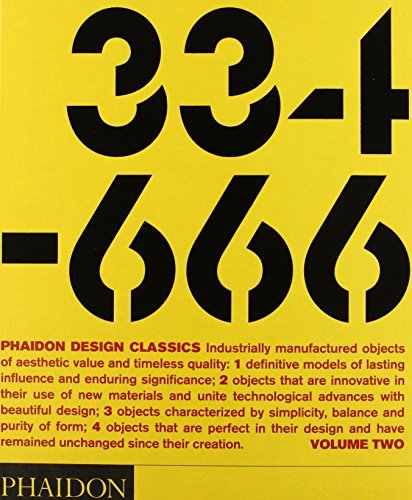 334
-666
PHAIDON DESIGN CLASSICS Industrially manufactured objects
of aesthetic value and timeless quality: 1 definitive models of lasting
influence and enduring significance; 2 objects that are innovative in
their use of new materials and unite technological advances with
beautiful design; 3 objects characterized by simplicity, balance and
purity of form; 4 objects that are perfect in their design and have
remained unchanged since their creation. VOLUME TWO
PHAIDON